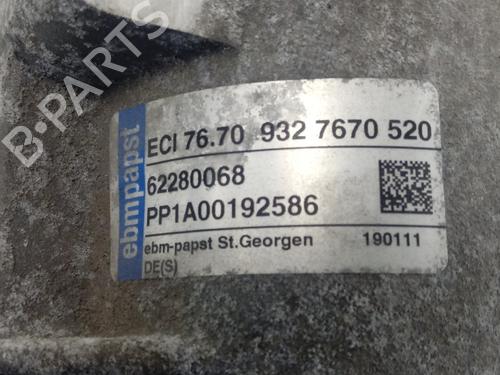 B-PARTS
ebmpapst
ECI 76.70 932 7670 520
62280068
PP1A00192586
ebm-papst St.Georgen 190111
DE(S)